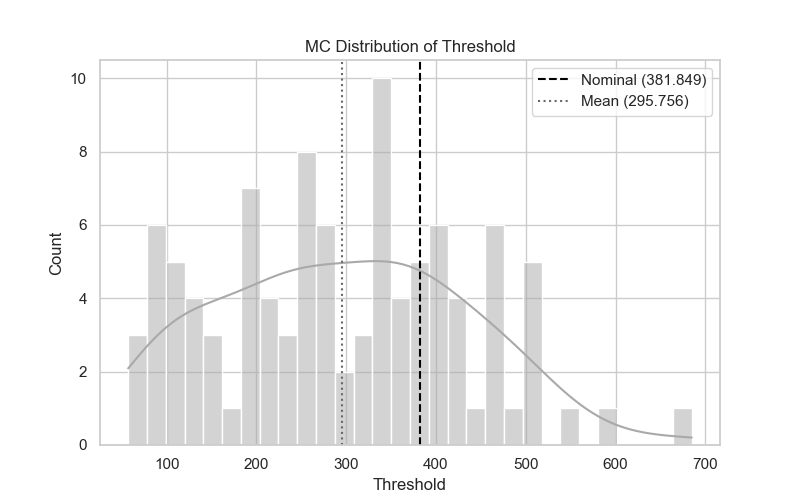 MC Distribution of Threshold
Nominal (381.849)
Mean (295.756)
10
8
6
4
2
0
Count
100 200 300 400 500 600 700
Threshold